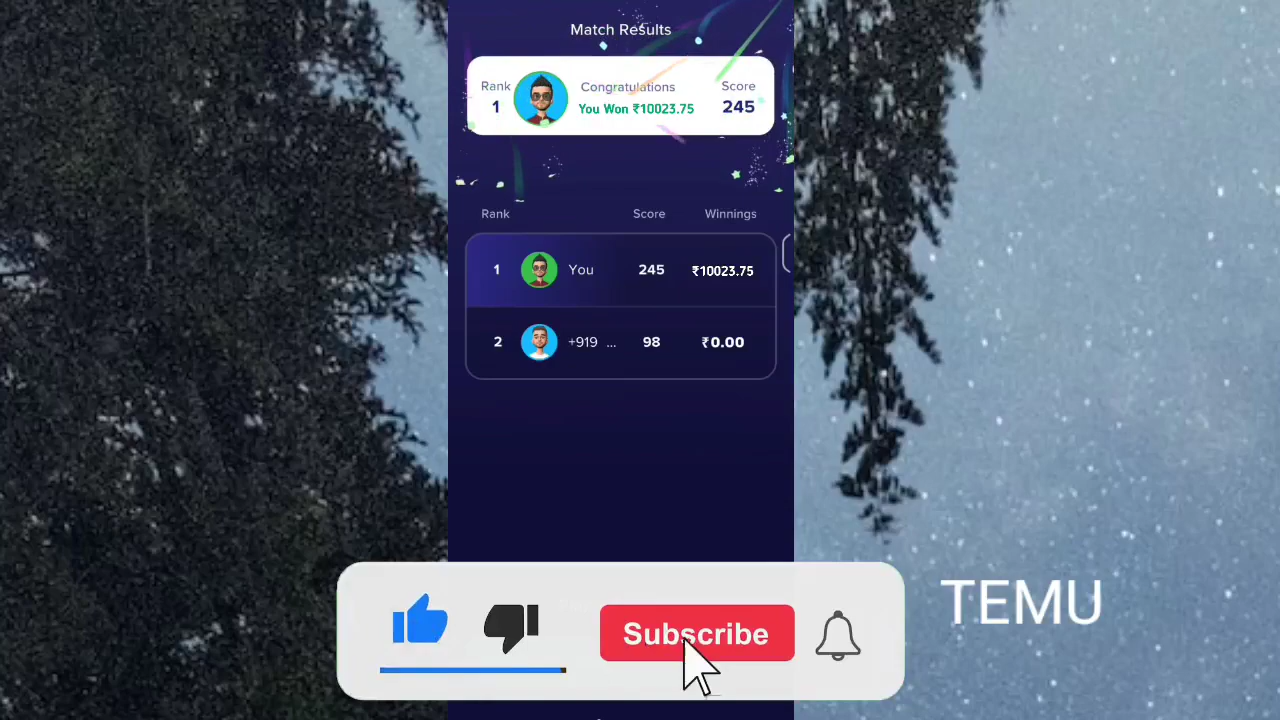 Match Results
Rank Congratulations Score
1 You Won ₹10023.75 245
Rank Score Winnings
1 You 245 ₹10023.75
2 +919 ... 98 ₹0.00
Subscribe
TEMU